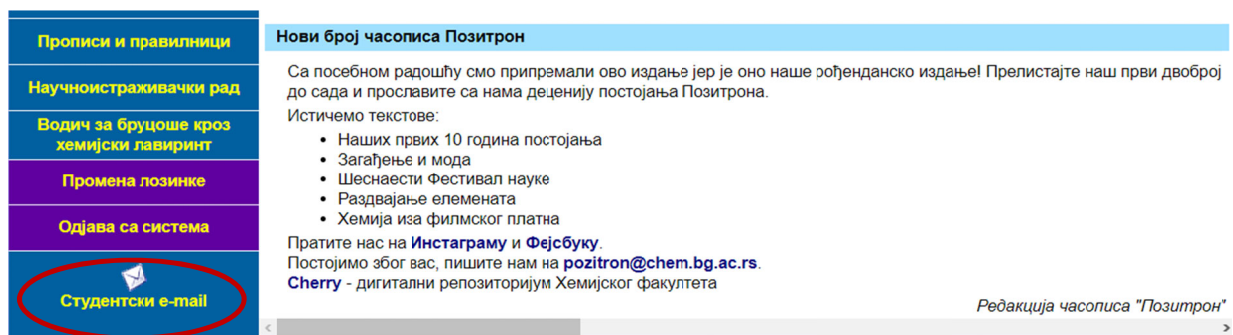 Прописи и правилници
Научноистраживачки рад
Водич за бруцоше кроз
хемијски лавиринт
Промена лозинке
Одјава са система
Студентски e-mail
Нови број часописа Позитрон
Са посебном радошћу смо припремали ово издање јер је оно наше рођенданско издање! Прелистајте наш први двоброј
до сада и прославите са нама деценију постојања Позитрона.
Истичемо текстове:
• Наших првих 10 година постојања
• Загађење и мода
• Шеснаести Фестивал науке
• Раздвајање елемената
• Хемија иза филмског платна
Пратите нас на Инстаграму и Фејсбуку.
Постојимо због вас, пишите нам на pozitron@chem.bg.ac.rs.
Cherry - дигитални репозиторијум Хемијског факултета
Редакција часописа "Позитрон"